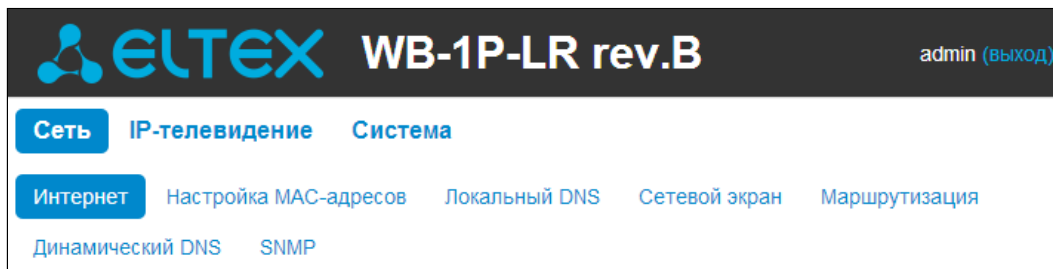 ELTEX WB-1P-LR rev.B admin (выход)
Сеть IP-телевидение Система
Интернет Настройка MAC-адресов Локальный DNS Сетевой экран Маршрутизация
Динамический DNS SNMP